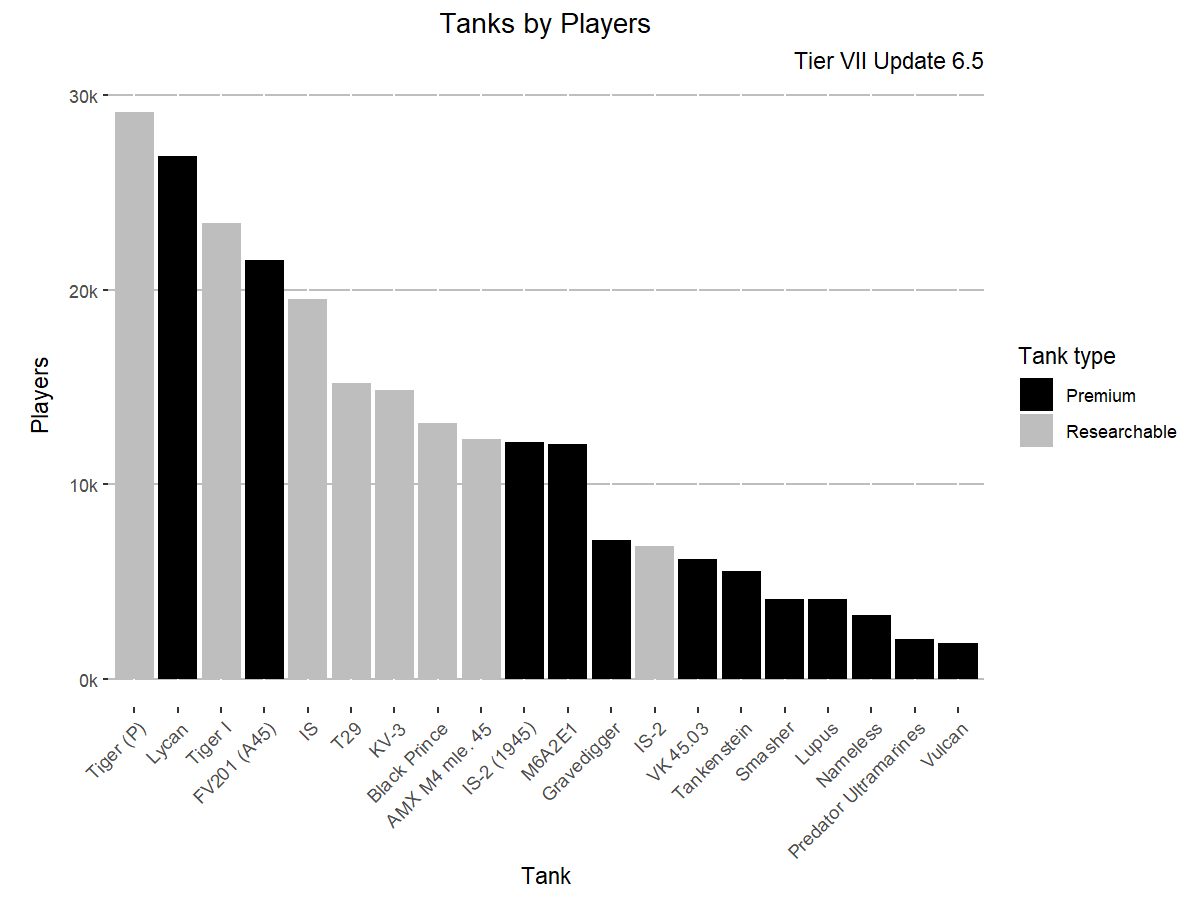 Tanks by Players
Tier VII Update 6.5
30k
20k
10k
0k
Players
Tiger (P)
Lycan
Tiger I
FV201 (A45)
IS
T29
KV-3
Black Prince
AMX M4 mle. 45
IS-2 (1945)
M6A2E1
Gravedigger
IS-2
VK 45.03
Tankenstein
Smasher
Lupus
Nameless
Predator Ultramarines
Vulcan
Tank
Tank type
Premium
Researchable